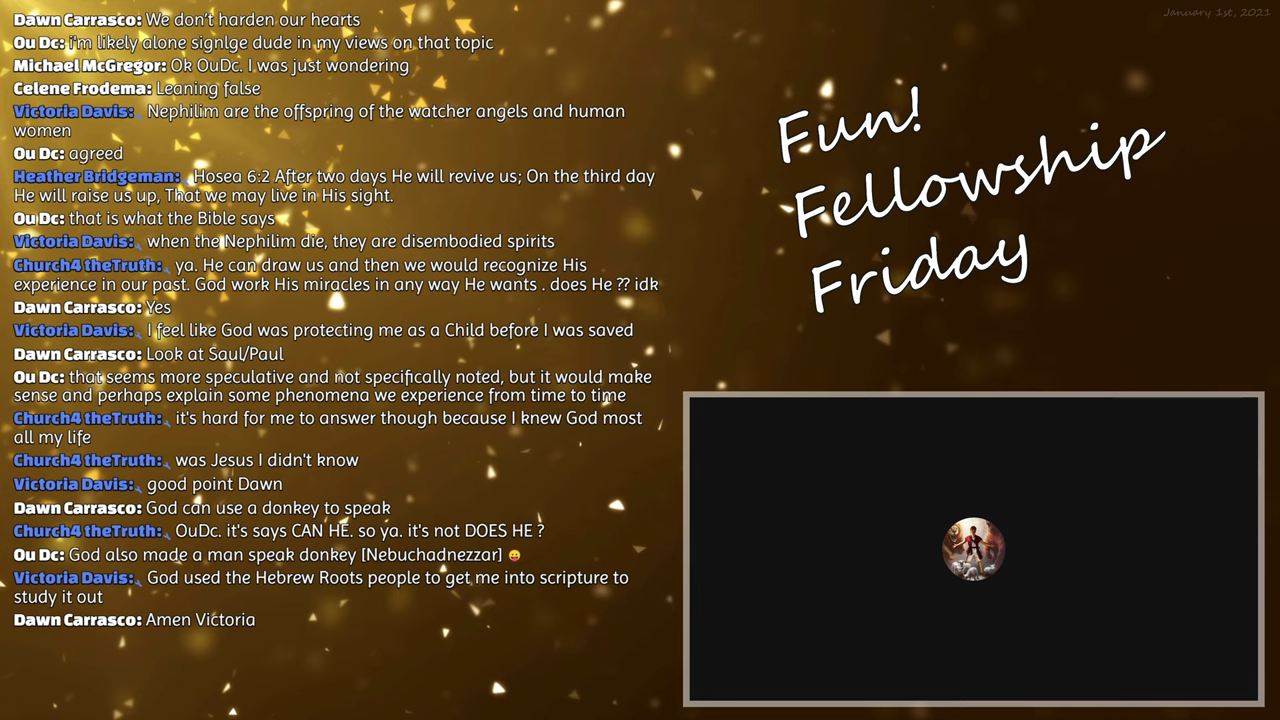 Dawn Carrasco: We don't harden our hearts
Ou Dc: i'm likely alone signlge dude in my views on that topic
Michael McGregor: Ok OuDc. I was just wondering
Celene Frodema: Leaning false
Victoria Davis: Nephilim are the offspring of the watcher angels and human
women
Ou Dc: agreed
Heather Bridgeman: Hosea 6:2 After two days He will revive us; On the third day
He will raise us up, That we may live in His sight.
Ou Dc: that is what the Bible says
Victoria Davis: when the Nephilim die, they are disembodied spirits
Church4 theTruth: ya. He can draw us and then we would recognize His
experience in our past. God work His miracles in any way He wants . does He ?? idk
Dawn Carrasco: Yes
Victoria Davis: I feel like God was protecting me as a Child before I was saved
Dawn Carrasco: Look at Saul/Paul
Ou Dc: that seems more speculative and not specifically noted, but it would make
sense and perhaps explain some phenomena we experience from time to time
Church4 theTruth: it's hard for me to answer though because I knew God most
all my life
Church4 theTruth: was Jesus I didn't know
Victoria Davis: good point Dawn
Dawn Carrasco: God can use a donkey to speak
Church4 theTruth: OuDc. it's says CAN HE. so ya. it's not DOES HE ?
Ou Dc: God also made a man speak donkey [Nebuchadnezzar] 😛
Victoria Davis: God used the Hebrew Roots people to get me into scripture to
study it out
Dawn Carrasco: Amen Victoria
January 1st, 2021
Fun!
Fellowship
Friday